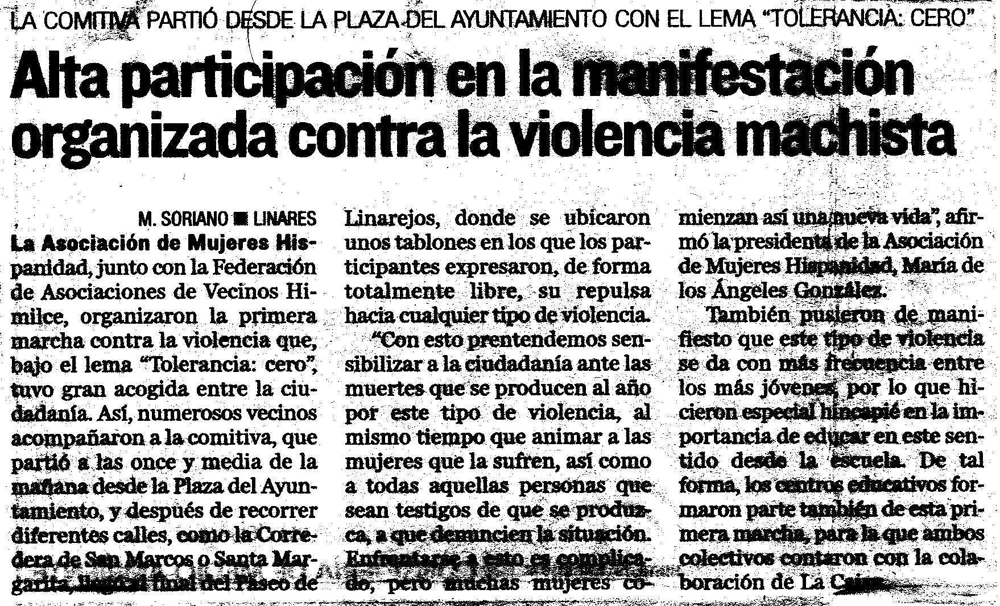 LA COMITIVA PARTIÓ DESDE LA PLAZA DEL AYUNTAMIENTO CON EL LEMA “TOLERANCIA: CERO”
Alta participación en la manifestación
organizada contra la violencia machista
M. SORIANO ■ LINARES
La Asociación de Mujeres His-
panidad, junto con la Federación
de Asociaciones de Vecinos Hi-
milce, organizaron la primera
marcha contra la violencia que,
bajo el lema “Tolerancia: cero”,
tuvo gran acogida entre la ciu-
dadanía. Así, numerosos vecinos
acompañaron a la comitiva, que
partió a las once y media de la
mañana desde la Plaza del Ayun-
tamiento, y después de recorrer
diferentes calles, como la Corre-
dera de San Marcos o Santa Mar-
garita, llegó al final del Paseo de
Linarejos, donde se ubicaron
unos tablones en los que los par-
ticipantes expresaron, de forma
totalmente libre, su repulsa
hacia cualquier tipo de violencia.
“Con esto prentendemos sen-
sibilizar a la ciudadanía ante las
muertes que se producen al año
por este tipo de violencia, al
mismo tiempo que animar a las
mujeres que la sufren, así como
a todas aquellas personas que
sean testigos de que se produz-
ca, a que denuncien la situación.
Enfrentarse a esto es complica-
do, pero muchas mujeres co-
mienzan así una nueva vida”, afir-
mó la presidenta de la Asociación
de Mujeres Hispanidad, María de
los Ángeles González.
También pusieron de mani-
fiesto que este tipo de violencia
se da con más frecuencia entre
los más jóvenes, por lo que hi-
cieron especial hincapié en la im-
portancia de educar en este sen-
tido desde la escuela. De tal
forma, los centros educativos for-
maron parte también de esta pri-
mera marcha, para la que ambos
colectivos contaron con la cola-
boración de La Caixa.